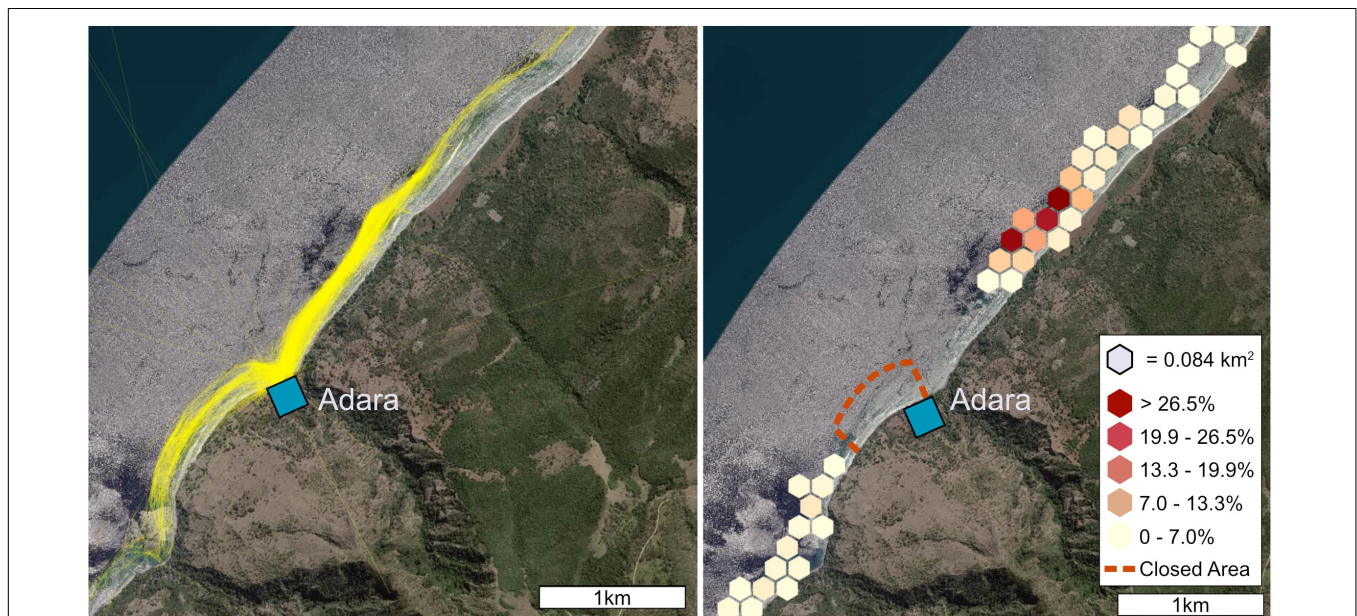 Adara
1km
Adara
= 0.084 km²
> 26.5%
19.9 - 26.5%
13.3 - 19.9%
7.0 - 13.3%
0 - 7.0%
Closed Area
1km